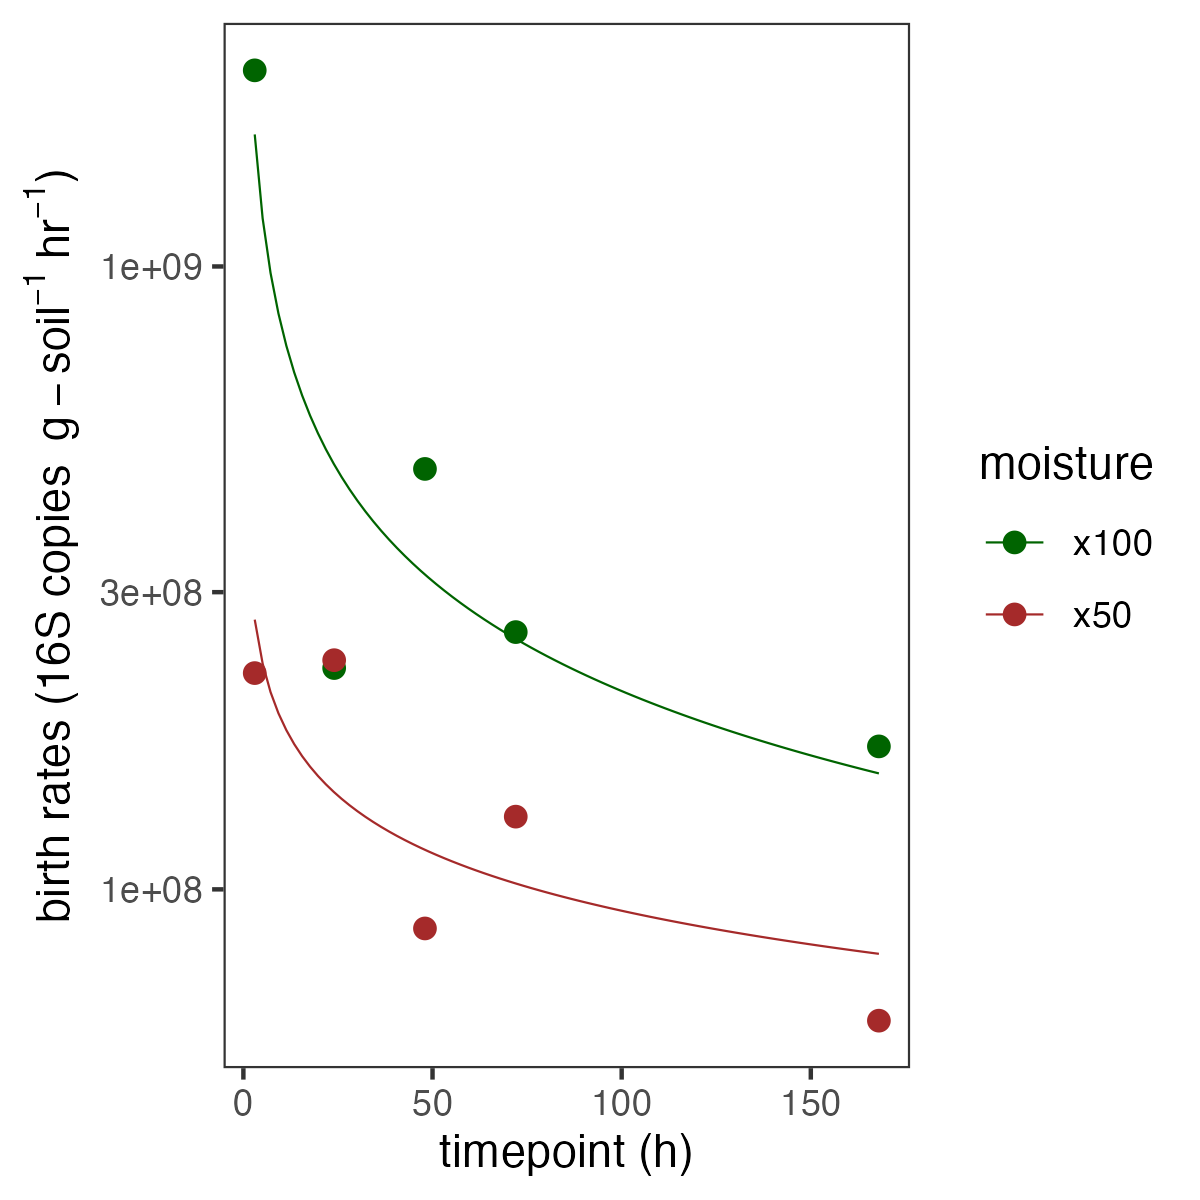 birth rates (16S copies g − soil⁻¹ hr⁻¹)
1e+09
3e+08
1e+08
0 50 100 150
timepoint (h)
moisture
x100
x50